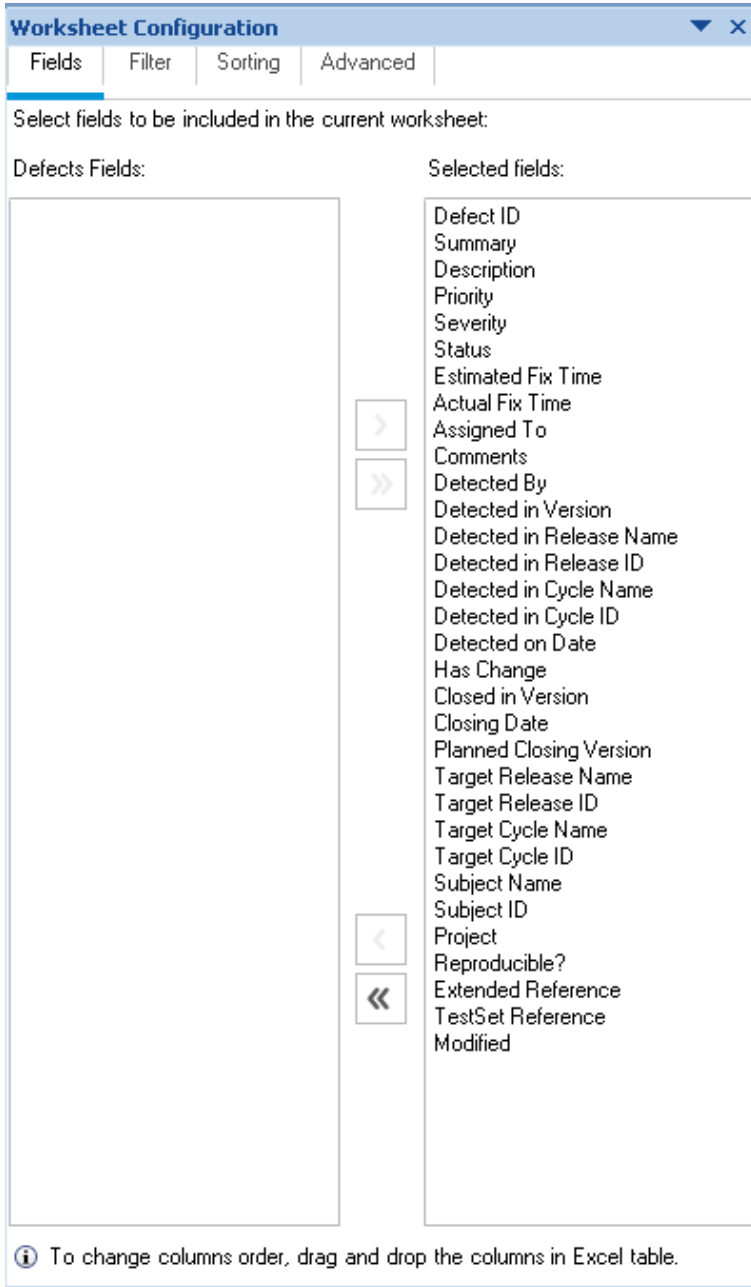 Worksheet Configuration
Fields Filter Sorting Advanced
Select fields to be included in the current worksheet:
Defects Fields: Selected fields:
Defect ID
Summary
Description
Priority
Severity
Status
Estimated Fix Time
Actual Fix Time
Assigned To
Comments
Detected By
Detected in Version
Detected in Release Name
Detected in Release ID
Detected in Cycle Name
Detected in Cycle ID
Detected on Date
Has Change
Closed in Version
Closing Date
Planned Closing Version
Target Release Name
Target Release ID
Target Cycle Name
Target Cycle ID
Subject Name
Subject ID
Project
Reproducible?
Extended Reference
TestSet Reference
Modified
To change columns order, drag and drop the columns in Excel table.